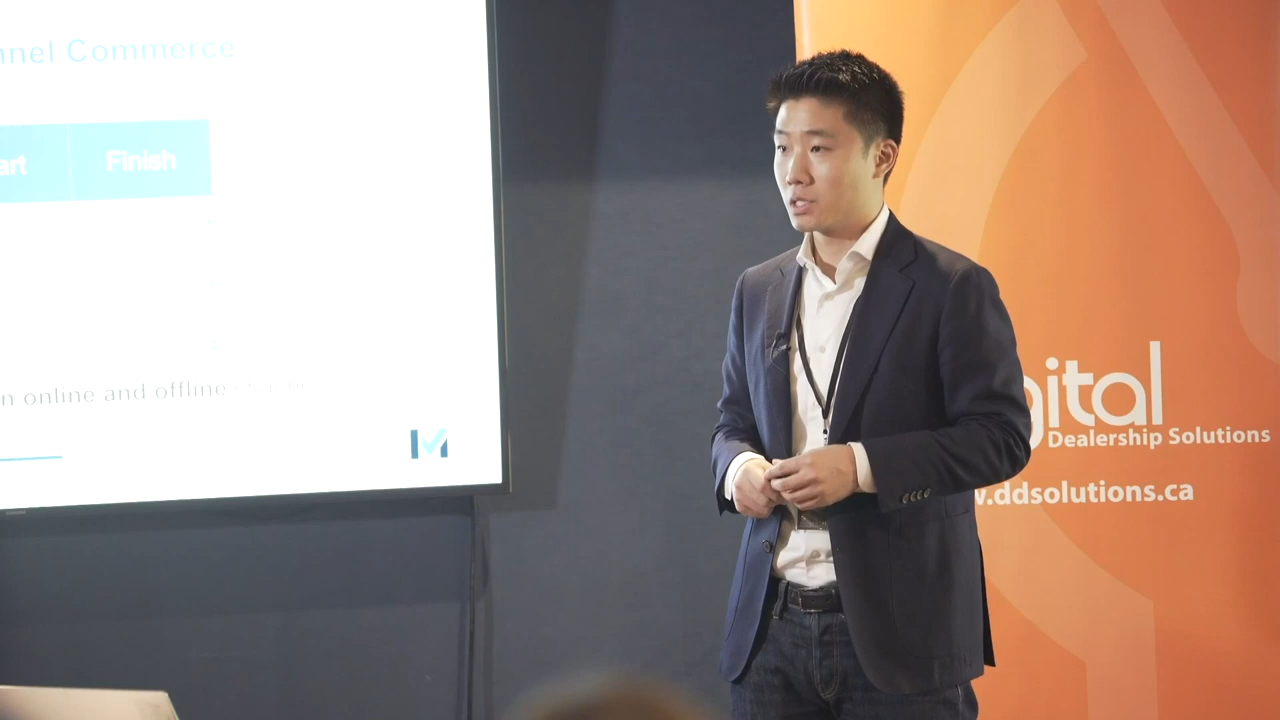 nnel Commerce
art Finish
n online and offline
gital
Dealership Solutions
.ddsolutions.ca